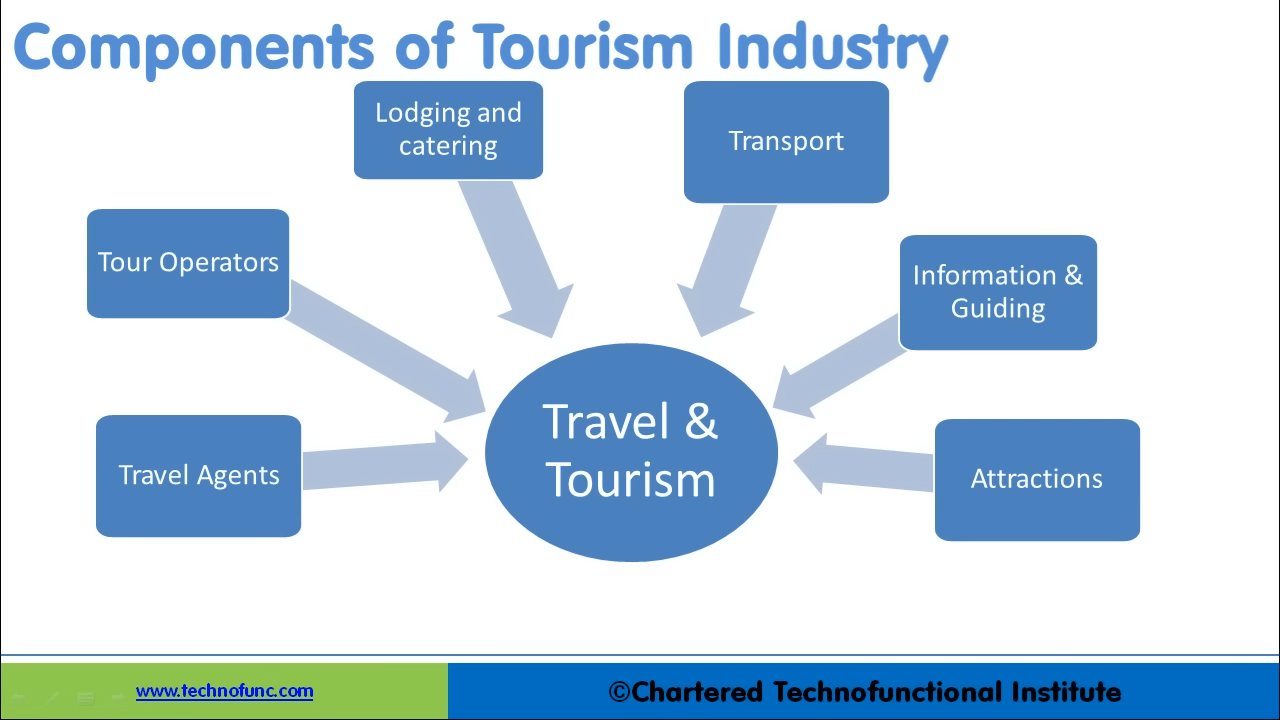 Components of Tourism Industry
Lodging and
catering
Transport
Tour Operators
Information &
Guiding
Travel &
Tourism
Travel Agents
Attractions
www.technofunc.com
©Chartered Technofunctional Institute